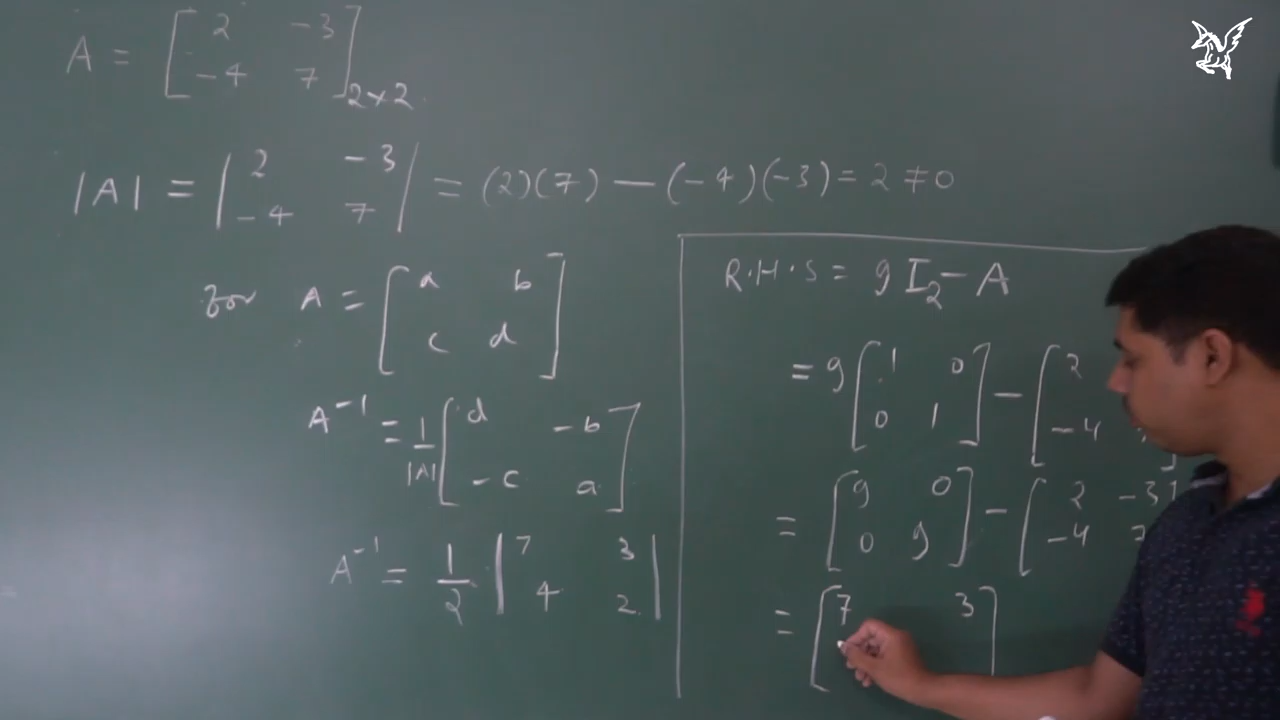 A = [ 2 -3
-4 7 ]2×2
|A| = | 2 -3
-4 7 | = (2)(7) — (-4)(-3) = 2 ≠ 0
for A = [ a b
c d ]
A⁻¹ = 1/|A| [ d -b
-c a ]
A⁻¹ = 1/2 | 7 3
4 2 |
R.H.S = 9 I₂ - A
= 9 [ 1 0
0 1 ] - [ 2
-4
= [ 9 0
0 9 ] - [ 2 -3 ]
-4 7
= [ 7 3 ]